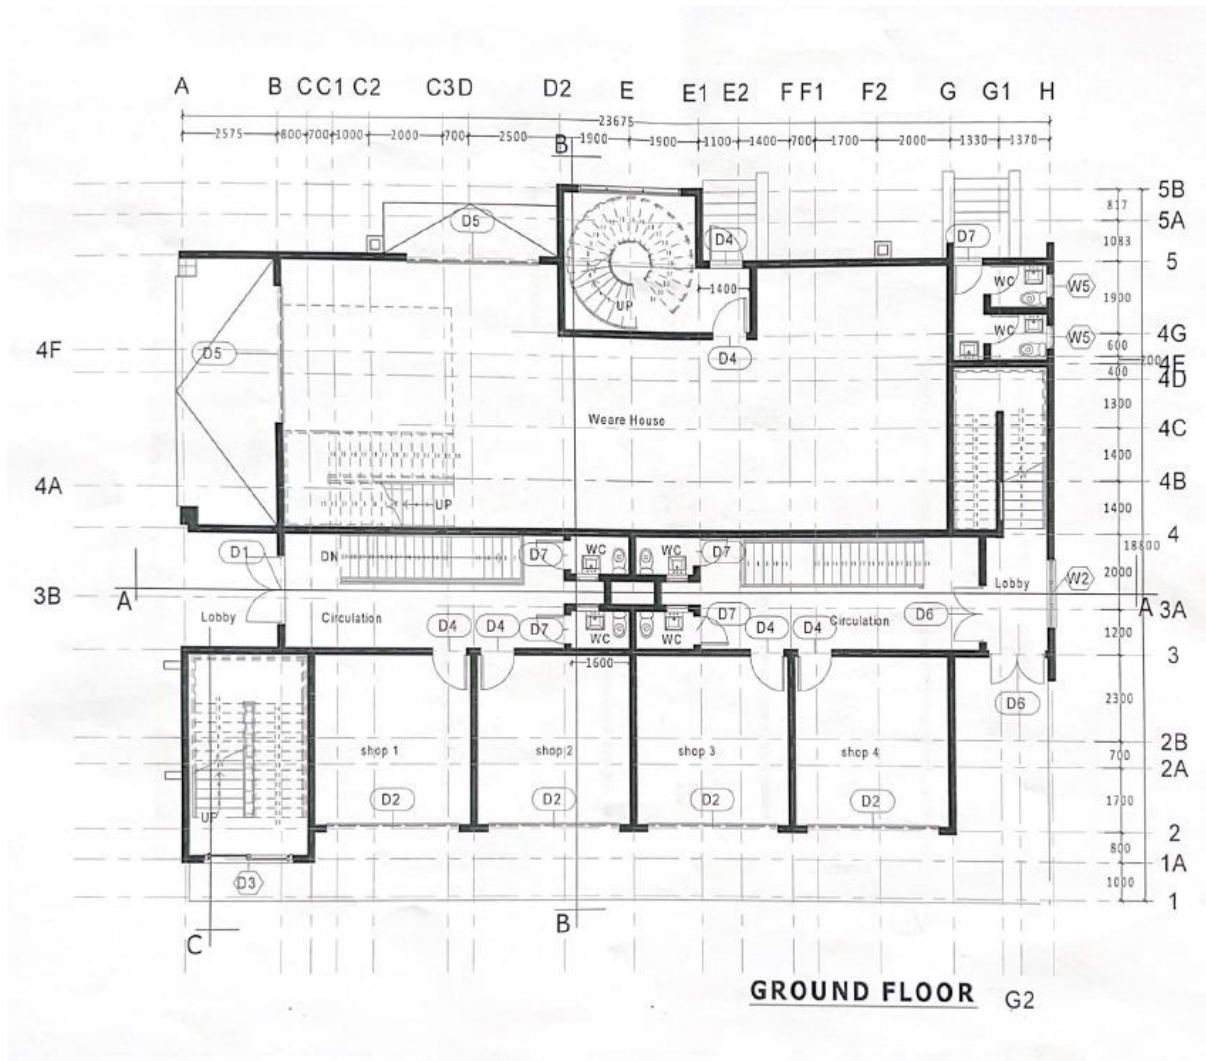 A B C C1 C2 C3 D D2 E E1 E2 F F1 F2 G G1 H
23675
2575 800 700 1000 2000 700 2500 1900 1900 1100 1400 700 1700 2000 1330 1370
B
5B
817
5A
D5 D4 D7
1083
5
WC W5
1400
1900
UP
WC W5
4G
4F D5 D4
600
200 4E
400
4D
1300
Weare House
4C
1400
4A UP 4B
1400
4
D1 DN D7 WC WC D7 18800
Lobby W2 2000
3B A D6 A 3A
Lobby Circulation D4 D4 D7 WC WC D7 D4 D4 Circulation
1200
1600 3
D6 2300
shop 1 shop 2 shop 3 shop 4 2B
700
2A
D2 D2 D2 D2 1700
UP
2
800
D3 1A
1000
1
B
C
GROUND FLOOR G2